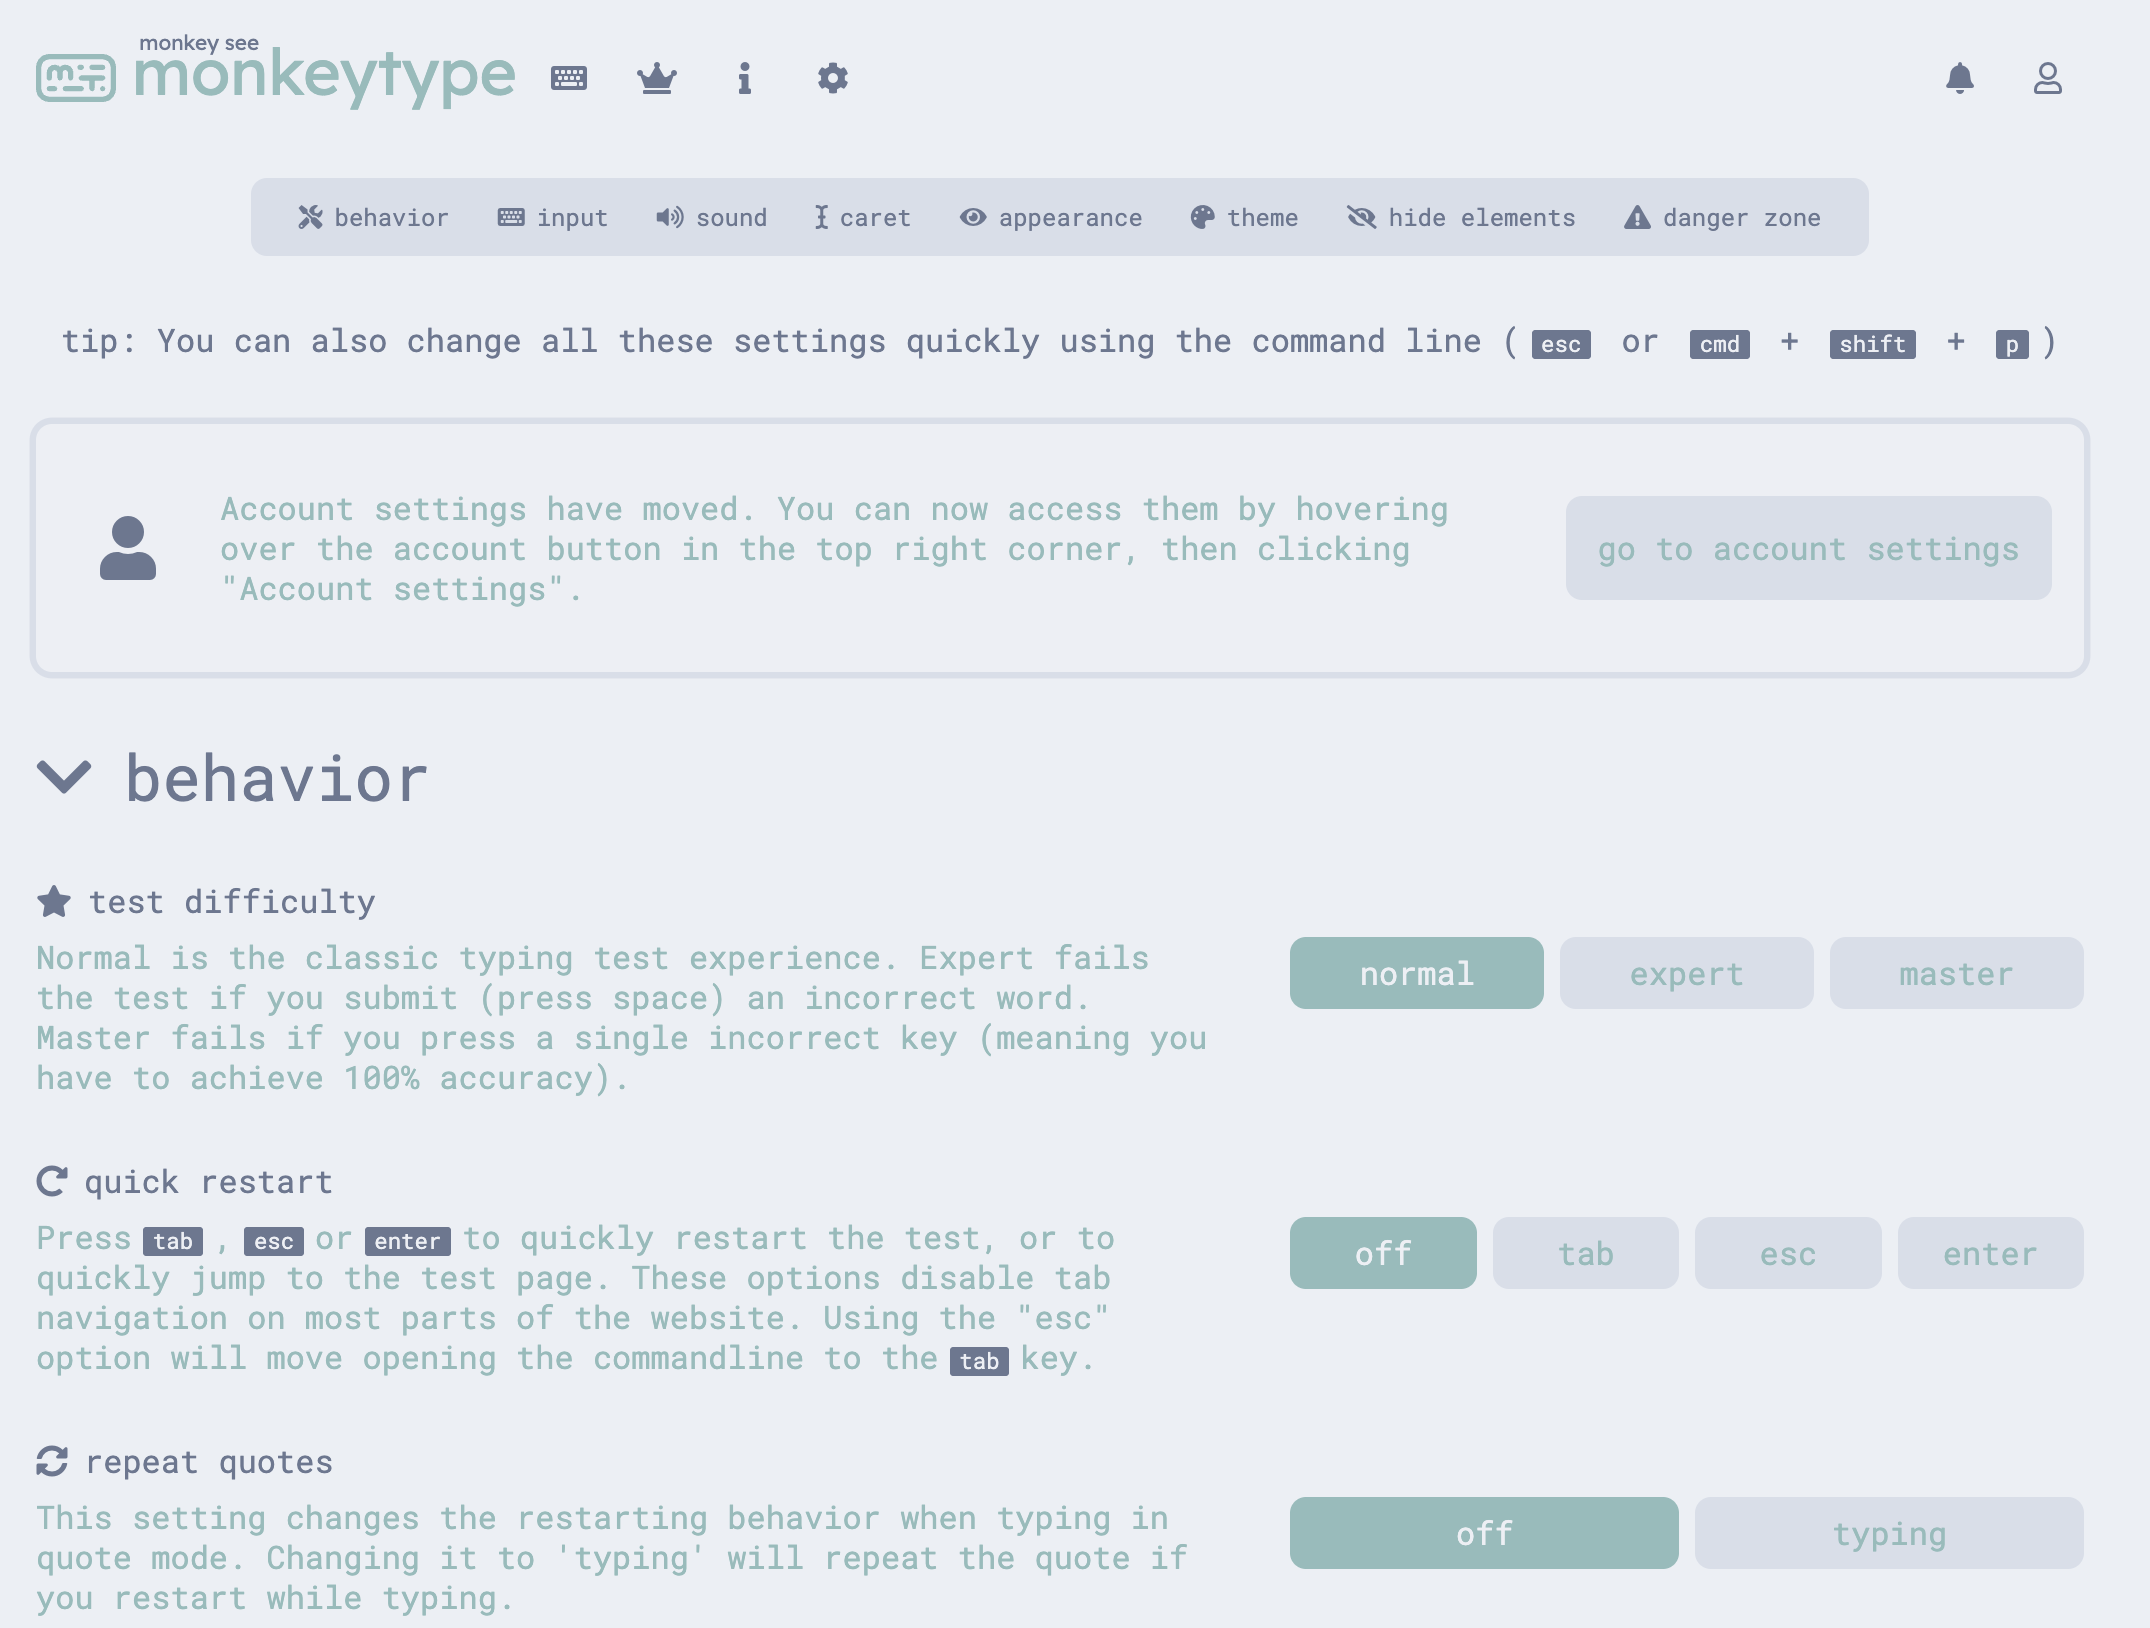 monkey see
monkeytype
behavior input sound caret appearance theme hide elements danger zone
tip: You can also change all these settings quickly using the command line ( esc or cmd + shift + p )
Account settings have moved. You can now access them by hovering
over the account button in the top right corner, then clicking
"Account settings".
go to account settings
behavior
test difficulty
Normal is the classic typing test experience. Expert fails
the test if you submit (press space) an incorrect word.
Master fails if you press a single incorrect key (meaning you
have to achieve 100% accuracy).
normal expert master
quick restart
Press tab , esc or enter to quickly restart the test, or to
quickly jump to the test page. These options disable tab
navigation on most parts of the website. Using the "esc"
option will move opening the commandline to the tab key.
off tab esc enter
repeat quotes
This setting changes the restarting behavior when typing in
quote mode. Changing it to 'typing' will repeat the quote if
you restart while typing.
off typing